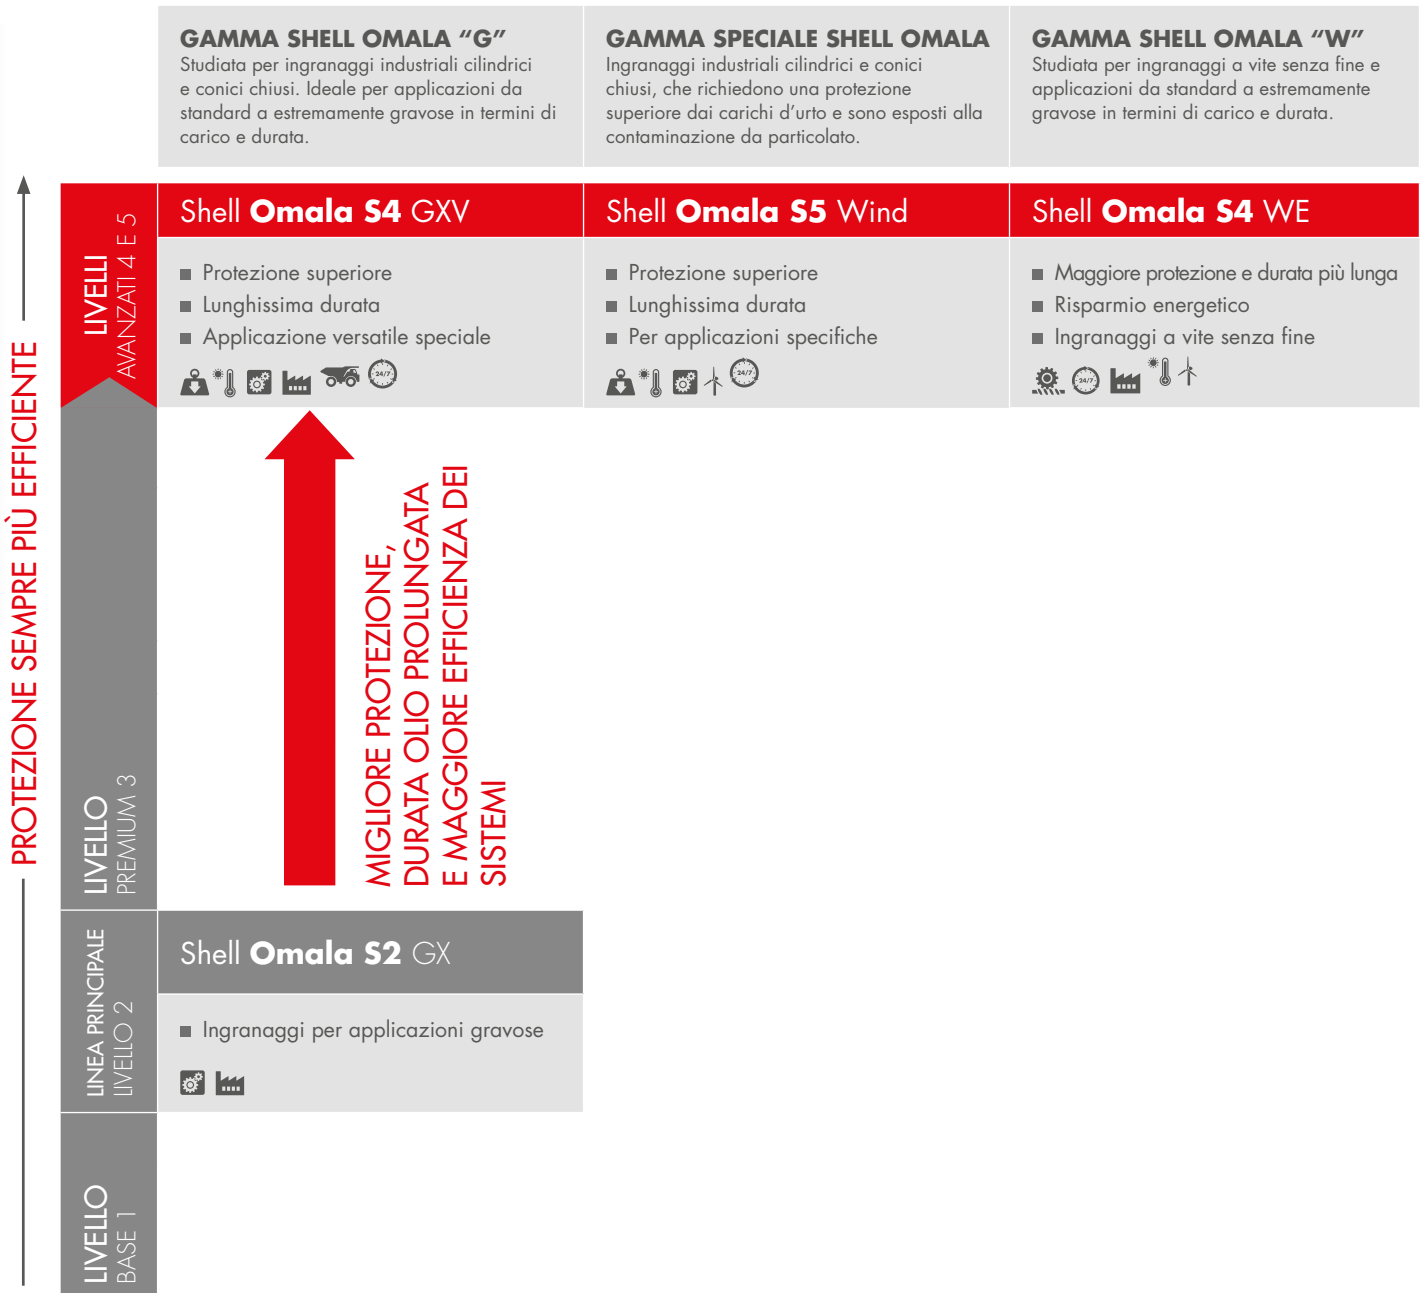 GAMMA SHELL OMALA “G”
Studiata per ingranaggi industriali cilindrici
e conici chiusi. Ideale per applicazioni da
standard a estremamente gravose in termini di
carico e durata.
GAMMA SPECIALE SHELL OMALA
Ingranaggi industriali cilindrici e conici
chiusi, che richiedono una protezione
superiore dai carichi d’urto e sono esposti alla
contaminazione da particolato.
GAMMA SHELL OMALA “W”
Studiata per ingranaggi a vite senza fine e
applicazioni da standard a estremamente
gravose in termini di carico e durata.
PROTEZIONE SEMPRE PIÙ EFFICIENTE
LIVELLI
AVANZATI 4 E 5
Shell Omala S4 GXV
■ Protezione superiore
■ Lunghissima durata
■ Applicazione versatile speciale
24/7
Shell Omala S5 Wind
■ Protezione superiore
■ Lunghissima durata
■ Per applicazioni specifiche
24/7
Shell Omala S4 WE
■ Maggiore protezione e durata più lunga
■ Risparmio energetico
■ Ingranaggi a vite senza fine
24/7
LIVELLO
PREMIUM 3
MIGLIORE PROTEZIONE,
DURATA OLIO PROLUNGATA
E MAGGIORE EFFICIENZA DEI
SISTEMI
LINEA PRINCIPALE
LIVELLO 2
Shell Omala S2 GX
■ Ingranaggi per applicazioni gravose
LIVELLO
BASE 1